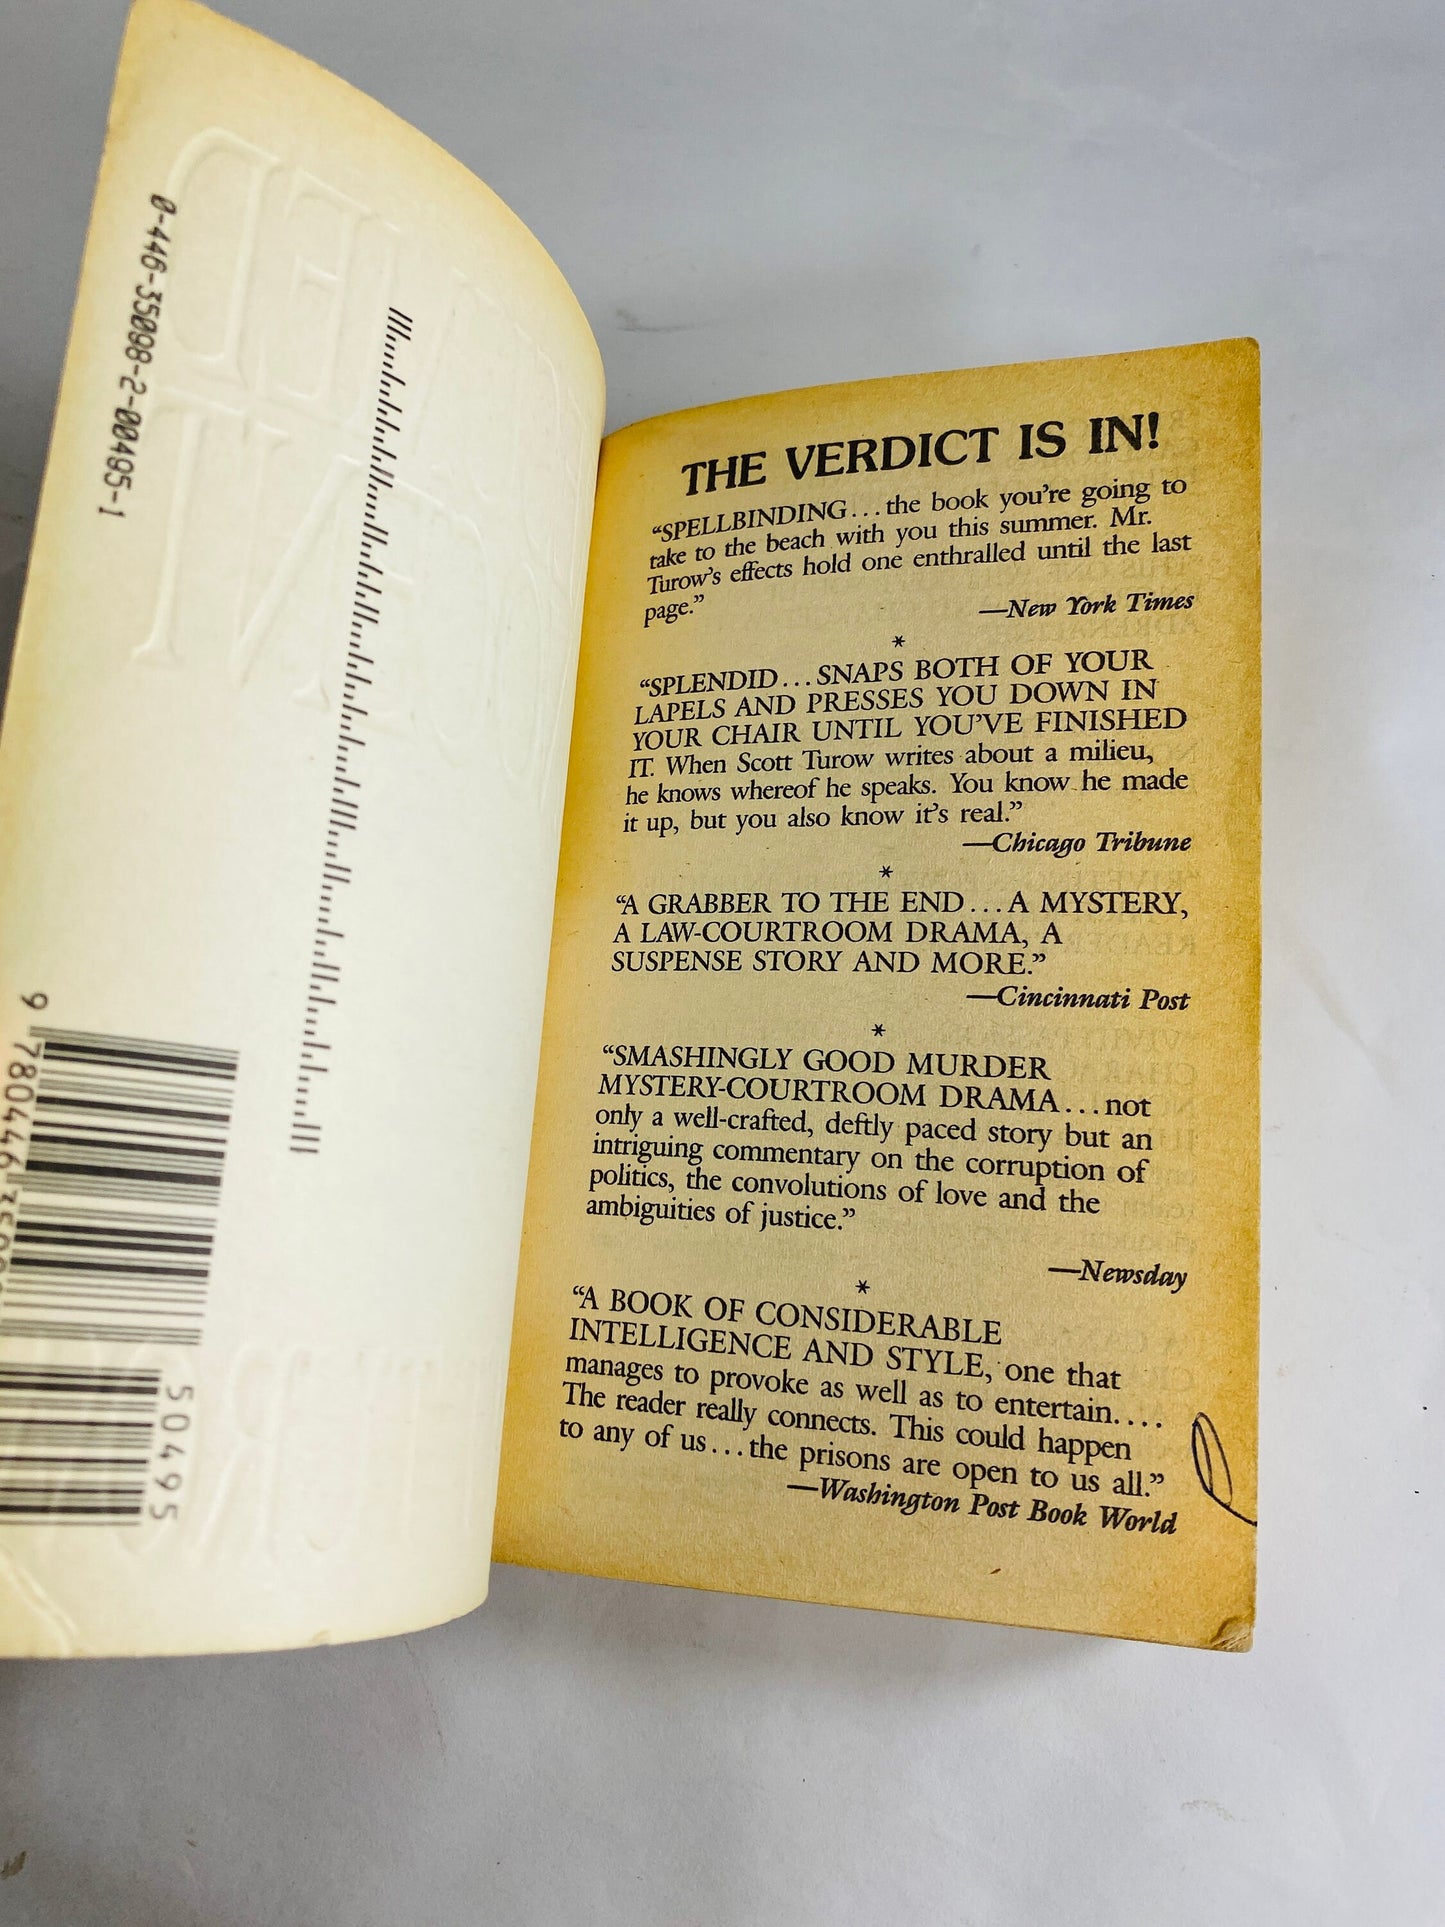 0-446-35098-2-00495-1
9
780446
50495
THE VERDICT IS IN!
“SPELLBINDING...the book you’re going to
take to the beach with you this summer. Mr.
Turow’s effects hold one enthralled until the last
page.”
—New York Times
*
“SPLENDID...SNAPS BOTH OF YOUR
LAPELS AND PRESSES YOU DOWN IN
YOUR CHAIR UNTIL YOU’VE FINISHED
IT. When Scott Turow writes about a milieu,
he knows whereof he speaks. You know he made
it up, but you also know it’s real.”
—Chicago Tribune
*
“A GRABBER TO THE END...A MYSTERY,
A LAW-COURTROOM DRAMA, A
SUSPENSE STORY AND MORE.”
—Cincinnati Post
*
“SMASHINGLY GOOD MURDER
MYSTERY-COURTROOM DRAMA...not
only a well-crafted, deftly paced story but an
intriguing commentary on the corruption of
politics, the convolutions of love and the
ambiguities of justice.”
—Newsday
*
“A BOOK OF CONSIDERABLE
INTELLIGENCE AND STYLE, one that
manages to provoke as well as to entertain....
The reader really connects. This could happen
to any of us...the prisons are open to us all.”
—Washington Post Book World